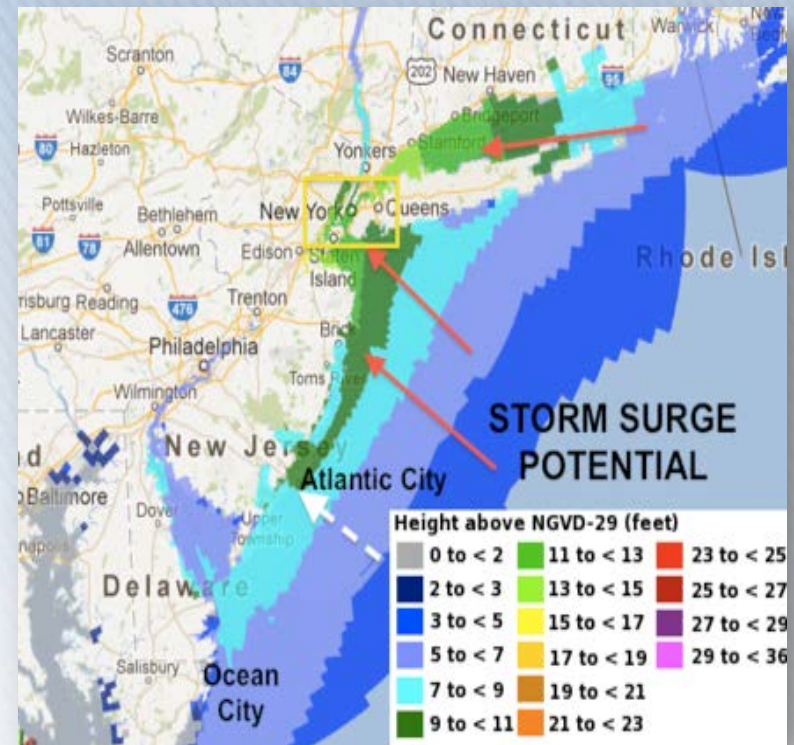 Connecticut
Warwick
Scranton
84
202
New Haven
95
Wilkes-Barre
Bridgeport
80
Hazleton
Stamford
Yonkers
Pottsville
Bethlehem
New York
Queens
81
78
Allentown
Edison
Staten
Island
Rhode Isl
risburg
Reading
476
Trenton
Lancaster
Brick
Philadelphia
Toms River
Wilmington
STORM SURGE
POTENTIAL
New Jersey
Baltimore
Atlantic City
Dover
Upper
Township
napolis
Delaware
Salisbury
Ocean
City
Height above NGVD-29 (feet)
0 to < 2
2 to < 3
3 to < 5
5 to < 7
7 to < 9
9 to < 11
11 to < 13
13 to < 15
15 to < 17
17 to < 19
19 to < 21
21 to < 23
23 to < 25
25 to < 27
27 to < 29
29 to < 36